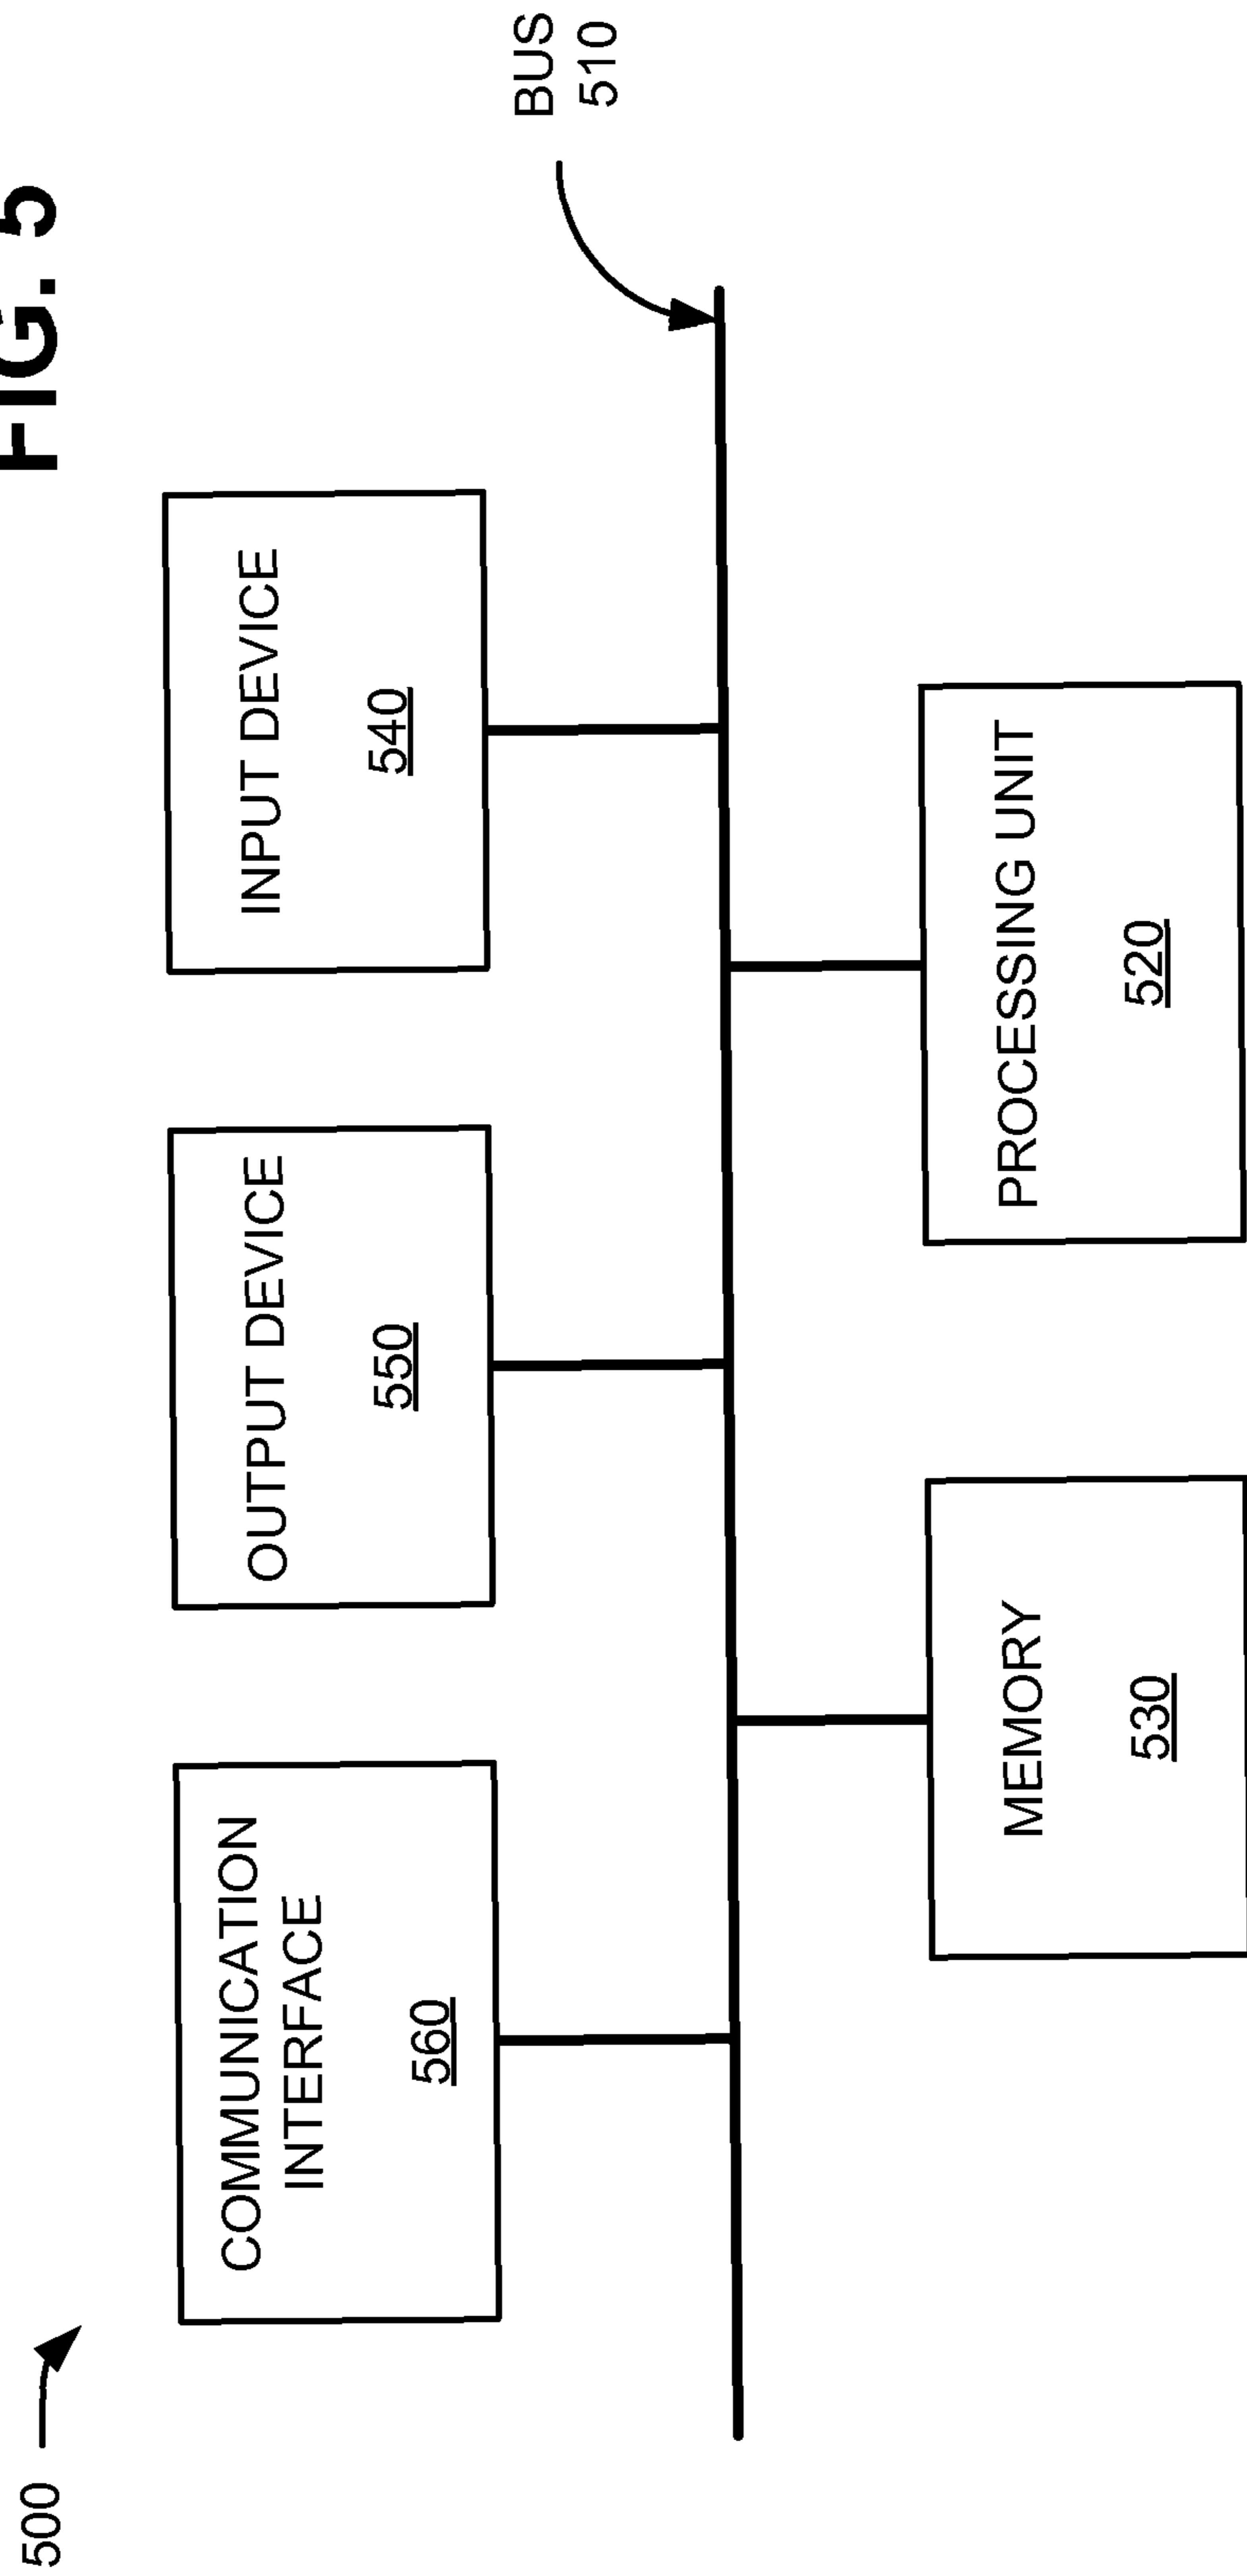 FIG. 5
500
COMMUNICATION
INTERFACE
560
OUTPUT DEVICE
550
INPUT DEVICE
540
BUS
510
MEMORY
530
PROCESSING UNIT
520